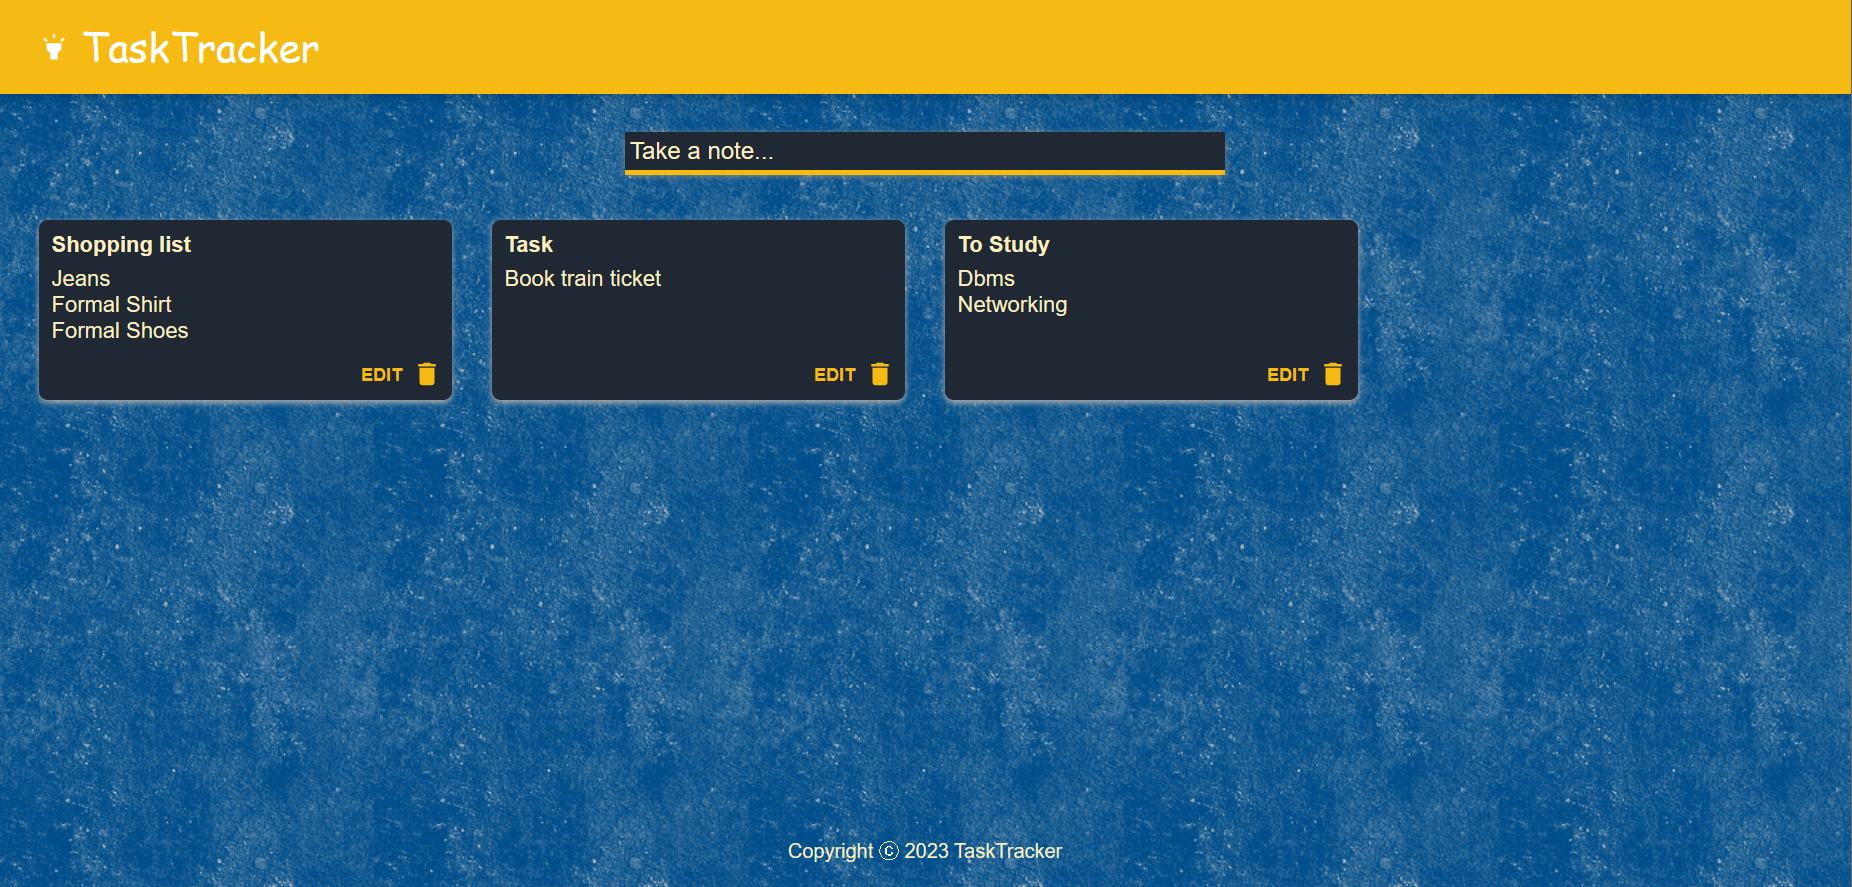 TaskTracker
Take a note...
Shopping list
Jeans
Formal Shirt
Formal Shoes
EDIT
Task
Book train ticket
EDIT
To Study
Dbms
Networking
EDIT
Copyright ⓒ 2023 TaskTracker